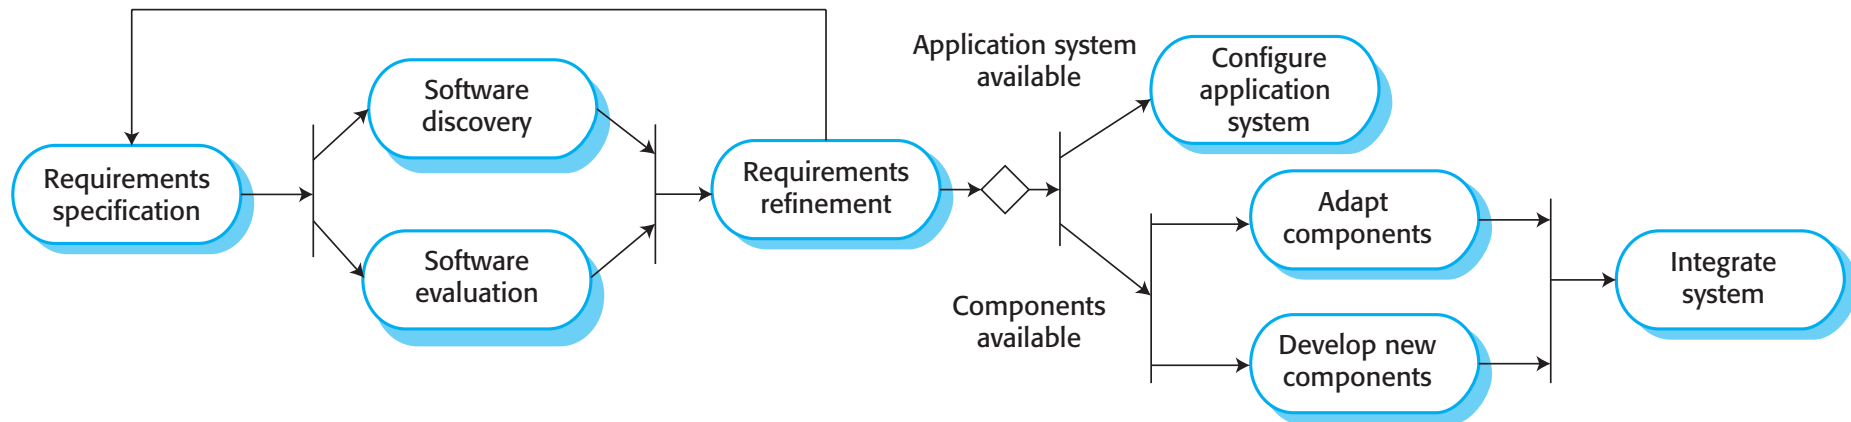 Requirements
specification
Software
discovery
Software
evaluation
Requirements
refinement
Application system
available
Configure
application
system
Components
available
Adapt
components
Develop new
components
Integrate
system